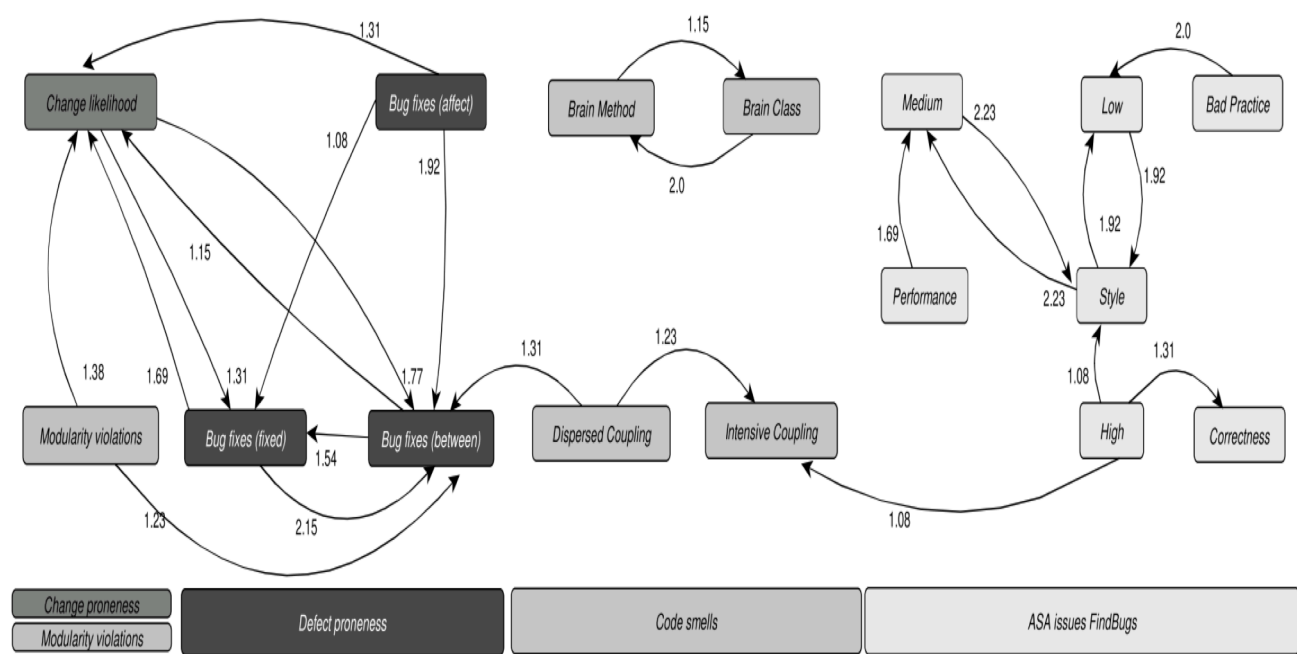 1.31
1.15
2.0
Change likelihood
Bug fixes (affect)
Brain Method
Brain Class
Medium
Low
Bad Practice
2.23
1.08
1.92
2.0
1.92
1.92
1.15
1.69
Performance
2.23
Style
1.38
1.69
1.31
1.77
1.31
1.23
1.08
1.31
Modularity violations
Bug fixes (fixed)
Bug fixes (between)
Dispersed Coupling
Intensive Coupling
High
Correctness
1.54
1.23
2.15
1.08
Change proneness
Modularity violations
Defect proneness
Code smells
ASA issues FindBugs